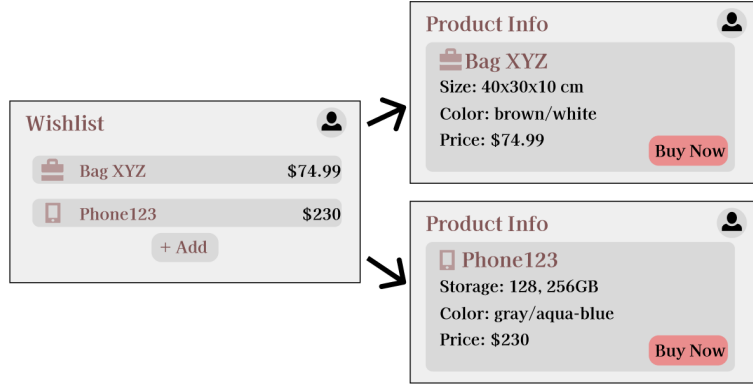 Wishlist
Bag XYZ $74.99
Phone123 $230
+ Add
Product Info
Bag XYZ
Size: 40x30x10 cm
Color: brown/white
Price: $74.99
Buy Now
Product Info
Phone123
Storage: 128, 256GB
Color: gray/aqua-blue
Price: $230
Buy Now